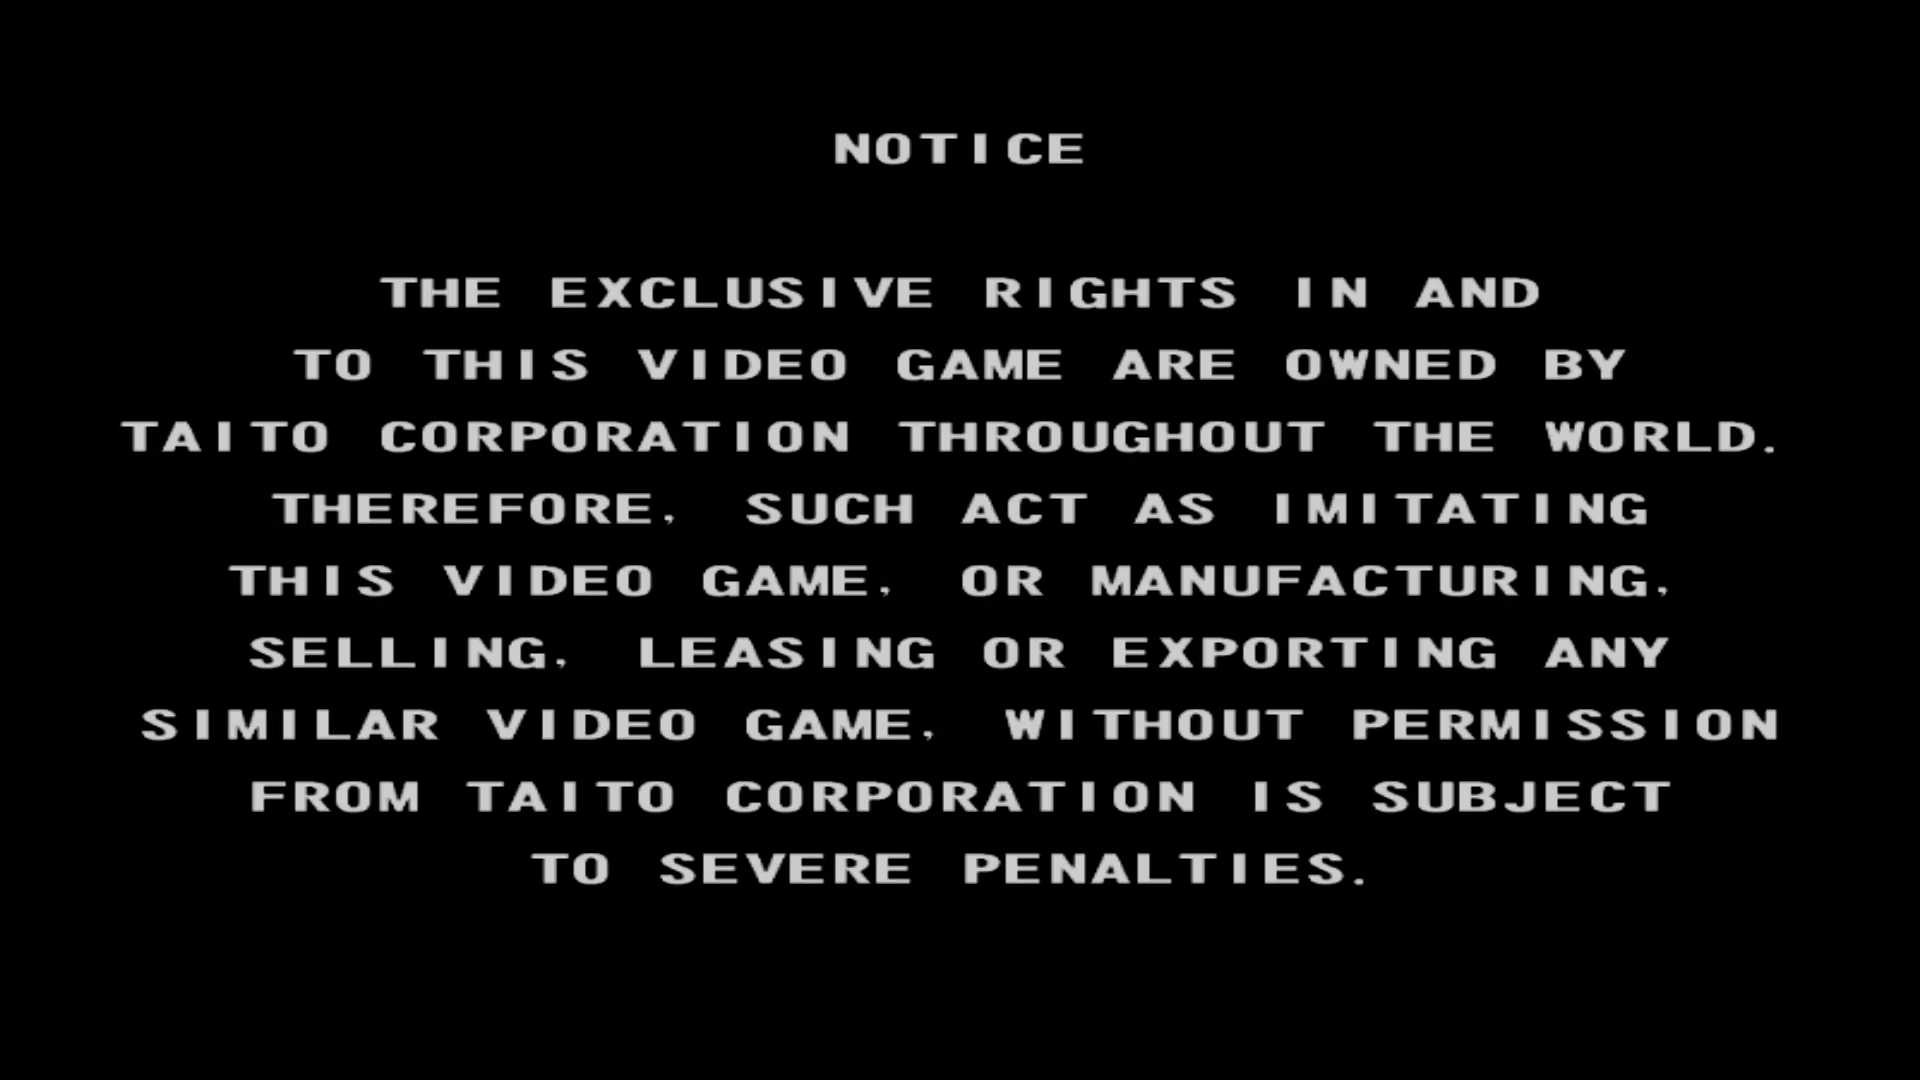 NOTICE
THE EXCLUSIVE RIGHTS IN AND
TO THIS VIDEO GAME ARE OWNED BY
TAITO CORPORATION THROUGHOUT THE WORLD.
THEREFORE, SUCH ACT AS IMITATING
THIS VIDEO GAME, OR MANUFACTURING,
SELLING, LEASING OR EXPORTING ANY
SIMILAR VIDEO GAME, WITHOUT PERMISSION
FROM TAITO CORPORATION IS SUBJECT
TO SEVERE PENALTIES.